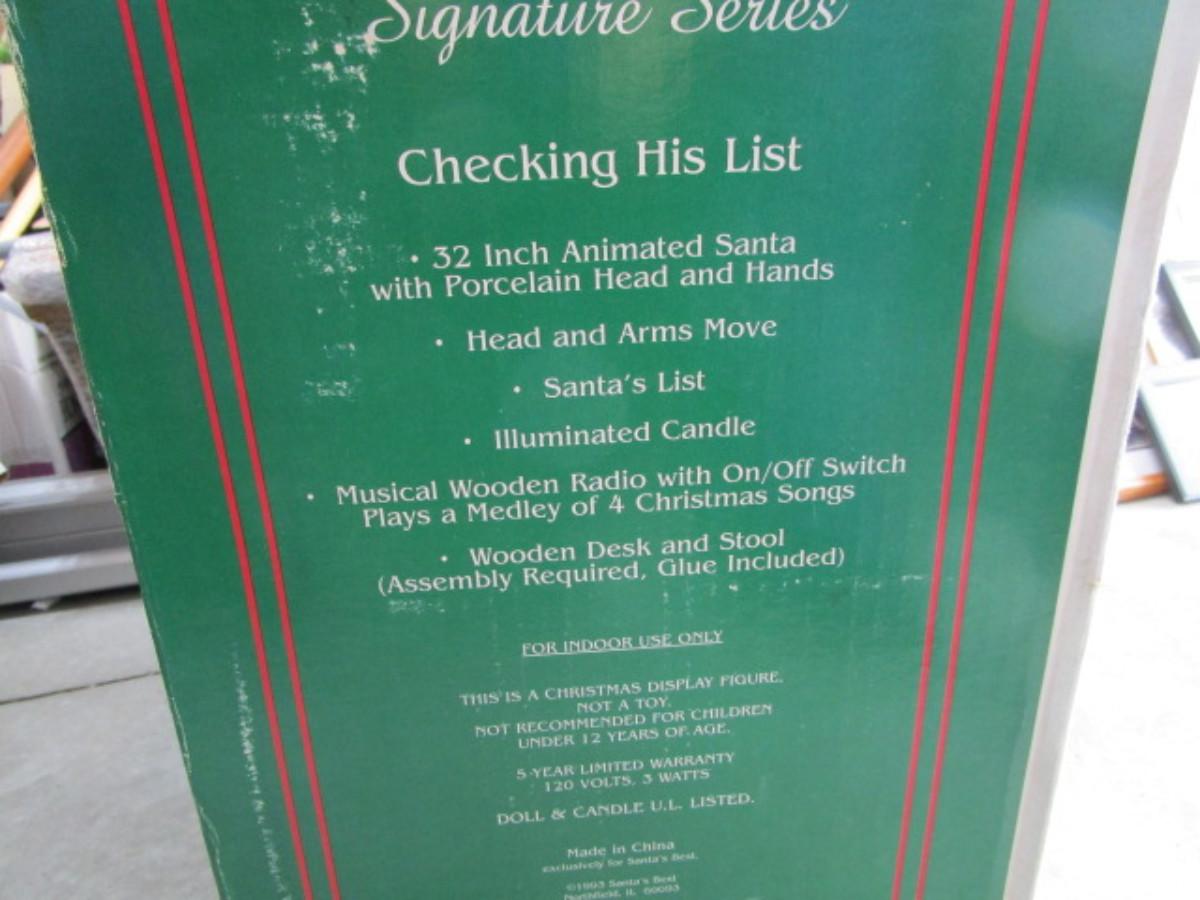 Signature Series
Checking His List
• 32 Inch Animated Santa
with Porcelain Head and Hands
• Head and Arms Move
• Santa's List
• Illuminated Candle
• Musical Wooden Radio with On/Off Switch
Plays a Medley of 4 Christmas Songs
• Wooden Desk and Stool
(Assembly Required, Glue Included)
FOR INDOOR USE ONLY
THIS IS A CHRISTMAS DISPLAY FIGURE.
NOT A TOY.
NOT RECOMMENDED FOR CHILDREN
UNDER 12 YEARS OF AGE.
5-YEAR LIMITED WARRANTY
120 VOLTS, 3 WATTS
DOLL & CANDLE U.L. LISTED.
Made in China
exclusively for Santa's Best.
©1993 Santa's Best
Northfield, IL 60093